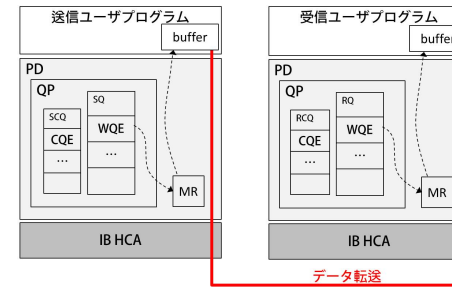 送信ユーザプログラム
buffer
PD
QP
SCQ
CQE
…
SQ
WQE
…
MR
IB HCA
受信ユーザプログラム
buffer
PD
QP
RCQ
CQE
…
RQ
WQE
…
MR
IB HCA
データ転送